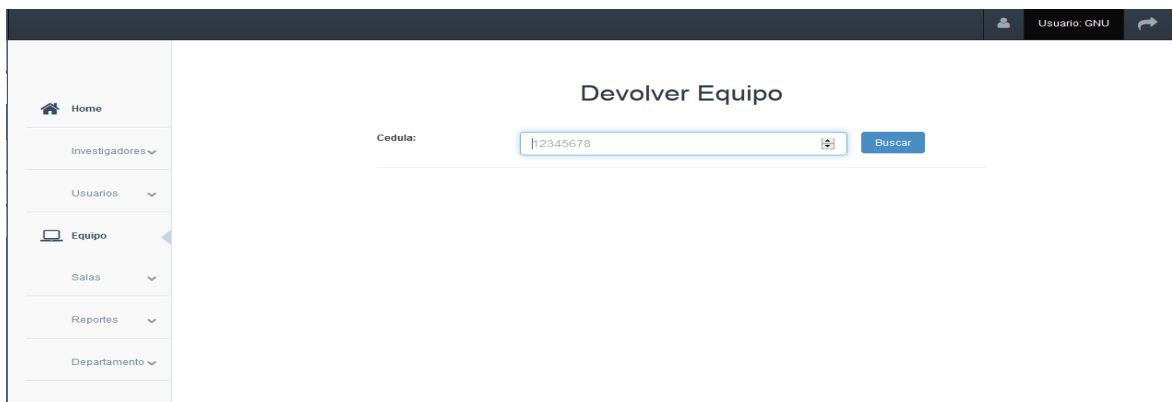 Usuario: GNU
Home
Investigadores
Usuarios
Equipo
Salas
Reportes
Departamento
Devolver Equipo
Cedula:
12345678
Buscar